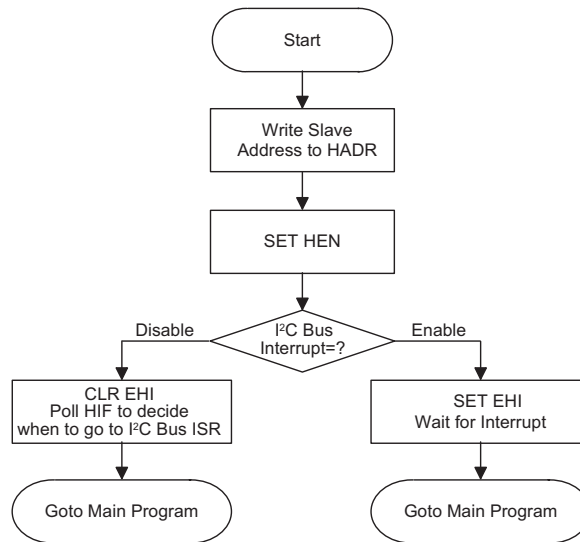 Start
Write Slave
Address to HADR
SET HEN
I²C Bus
Interrupt=?
Disable
Enable
CLR EHI
Poll HIF to decide
when to go to I²C Bus ISR
SET EHI
Wait for Interrupt
Goto Main Program
Goto Main Program